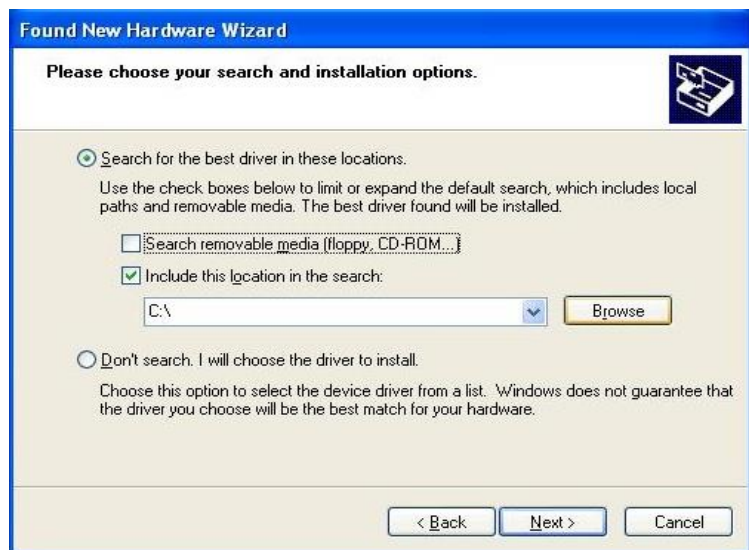 Found New Hardware Wizard
Please choose your search and installation options.
Search for the best driver in these locations.
Use the check boxes below to limit or expand the default search, which includes local
paths and removable media. The best driver found will be installed.
Search removable media (floppy, CD-ROM...)
Include this location in the search:
C:\
Browse
Don't search. I will choose the driver to install.
Choose this option to select the device driver from a list. Windows does not guarantee that
the driver you choose will be the best match for your hardware.
< Back
Next >
Cancel